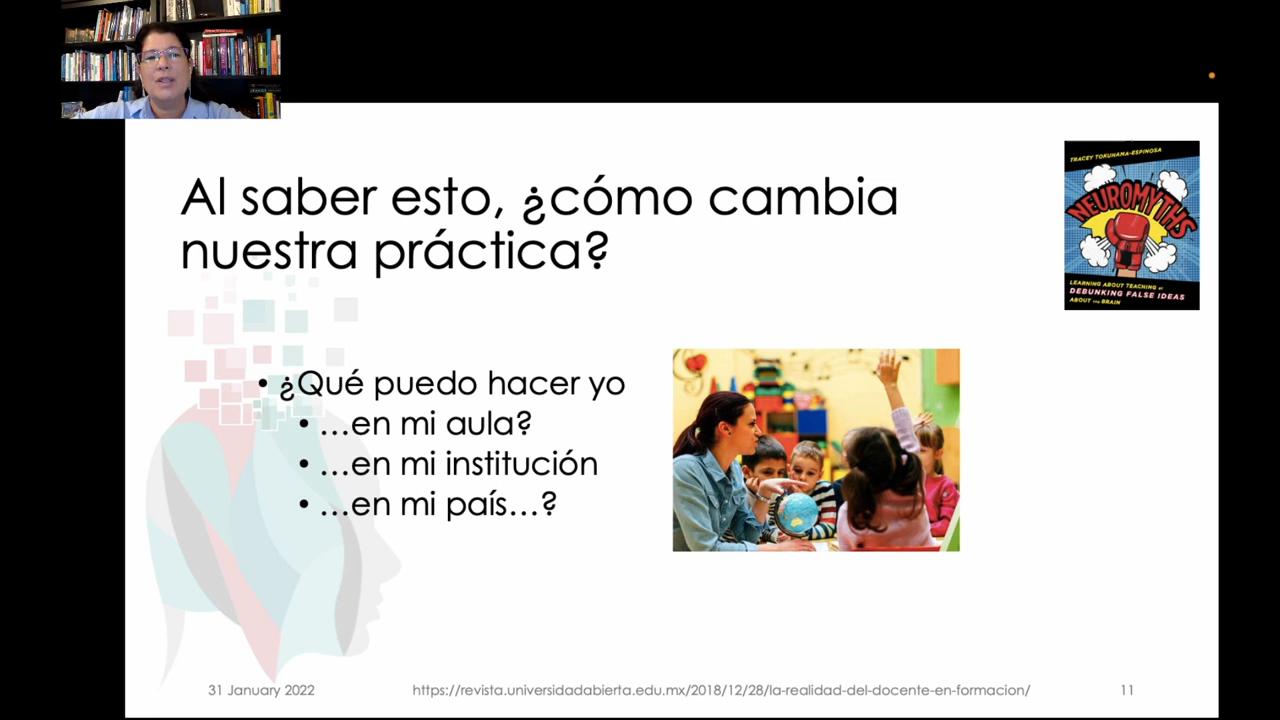 Al saber esto, ¿cómo cambia
nuestra práctica?
TRACEY TOKUHAMA-ESPINOSA
NEUROMYTHS
LEARNING ABOUT TEACHING BY
DEBUNKING FALSE IDEAS
ABOUT THE BRAIN
• ¿Qué puedo hacer yo
• …en mi aula?
• …en mi institución
• …en mi país…?
31 January 2022
https://revista.universidadabierta.edu.mx/2018/12/28/la-realidad-del-docente-en-formacion/
11